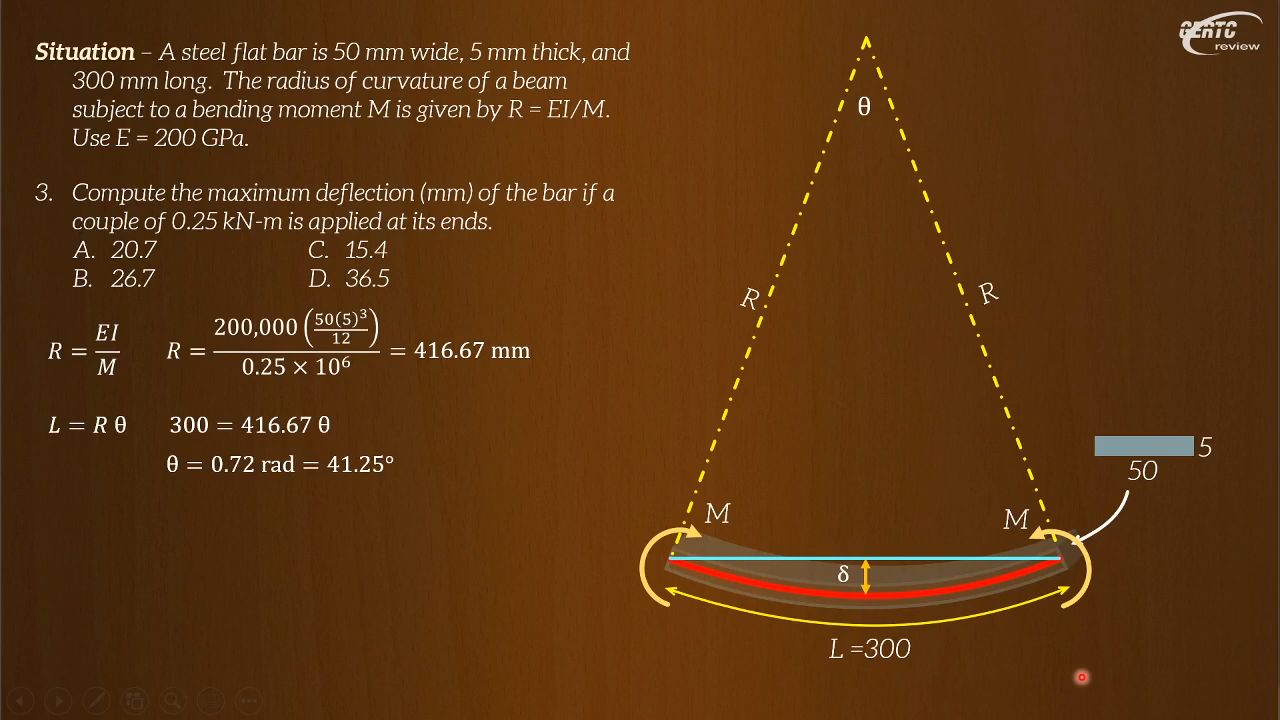 GERTC
review
Situation – A steel flat bar is 50 mm wide, 5 mm thick, and
300 mm long. The radius of curvature of a beam
subject to a bending moment M is given by R = EI/M.
Use E = 200 GPa.
3. Compute the maximum deflection (mm) of the bar if a
couple of 0.25 kN-m is applied at its ends.
A. 20.7 C. 15.4
B. 26.7 D. 36.5
R = EI/M R = 200,000 (50(5)³/12) / 0.25 × 10⁶ = 416.67 mm
L = R θ 300 = 416.67 θ
θ = 0.72 rad = 41.25°
θ
R R
5
50
M M
δ
L =300